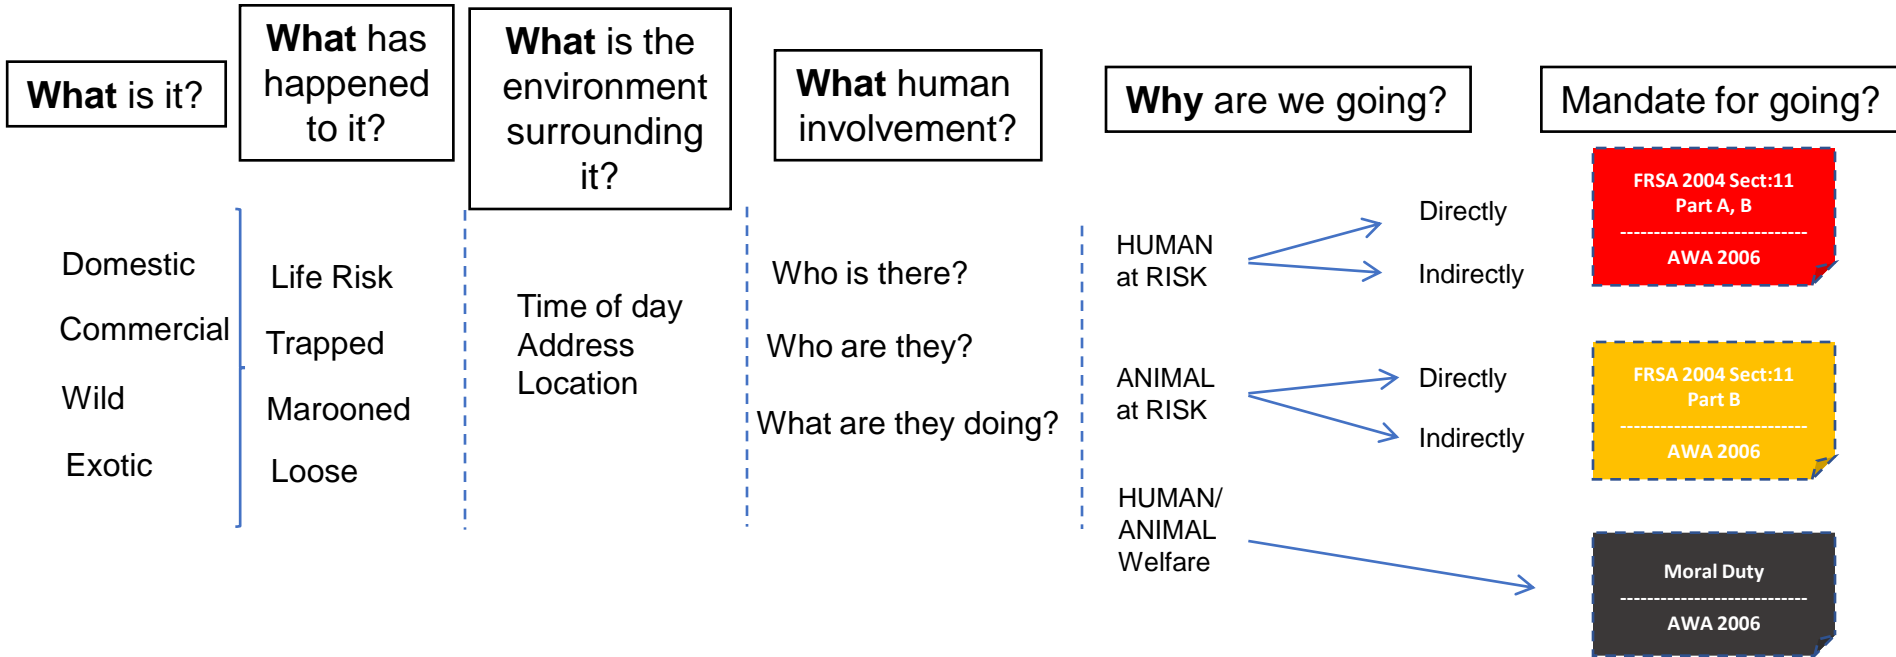 What is it?
What has
happened
to it?
What is the
environment
surrounding
it?
What human
involvement?
Why are we going?
Mandate for going?
Domestic
Commercial
Wild
Exotic
Life Risk
Trapped
Marooned
Loose
Time of day
Address
Location
Who is there?
Who are they?
What are they doing?
HUMAN
at RISK
Directly
Indirectly
ANIMAL
at RISK
Directly
Indirectly
HUMAN/
ANIMAL
Welfare
FRSA 2004 Sect:11
Part A, B
----------------------------
AWA 2006
FRSA 2004 Sect:11
Part B
----------------------------
AWA 2006
Moral Duty
----------------------------
AWA 2006